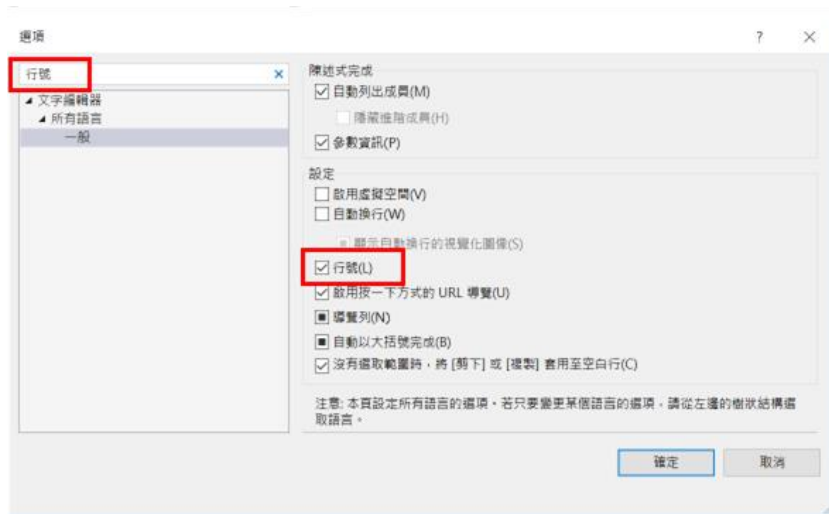 選項
行號
文字編輯器
所有語言
一般
陳述式完成
自動列出成員(M)
隱藏進階成員(H)
參數資訊(P)
設定
啟用虛擬空間(V)
自動換行(W)
顯示自動換行的視覺化圖像(S)
行號(L)
啟用按一下方式的 URL 導覽(U)
導覽列(N)
自動以大括號完成(B)
沒有選取範圍時，將 [剪下] 或 [複製] 套用至空白行(C)
注意: 本頁設定所有語言的選項。若只要變更某個語言的選項，請從左邊的樹狀結構選
取語言。
確定
取消